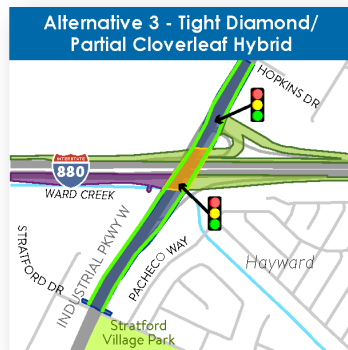 Alternative 3 - Tight Diamond/
Partial Cloverleaf Hybrid
HOPKINS DR
INTERSTATE
880
WARD CREEK
STRATFORD DR
INDUSTRIAL PKWY W
PACHECO WAY
Hayward
Stratford
Village Park